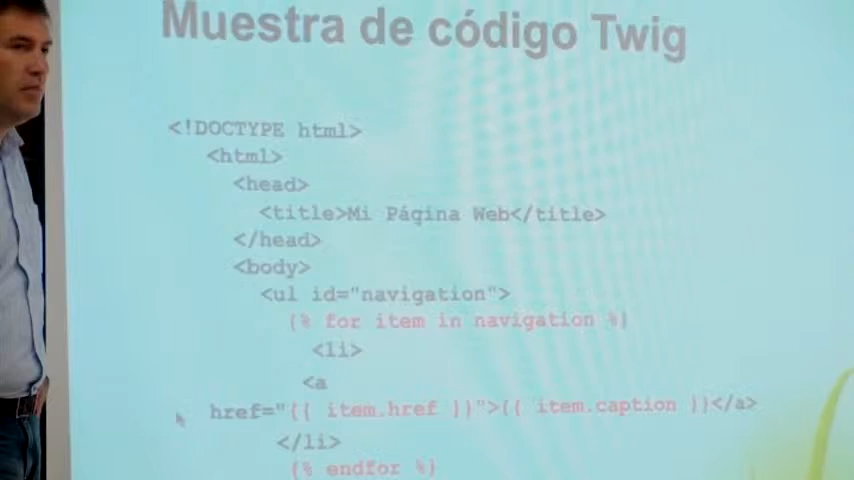 Muestra de código Twig
<!DOCTYPE html>
<html>
<head>
<title>Mi Página Web</title>
</head>
<body>
<ul id="navigation">
{% for item in navigation %}
<li>
<a
href="{{ item.href }}">{{ item.caption }}</a>
</li>
{% endfor %}